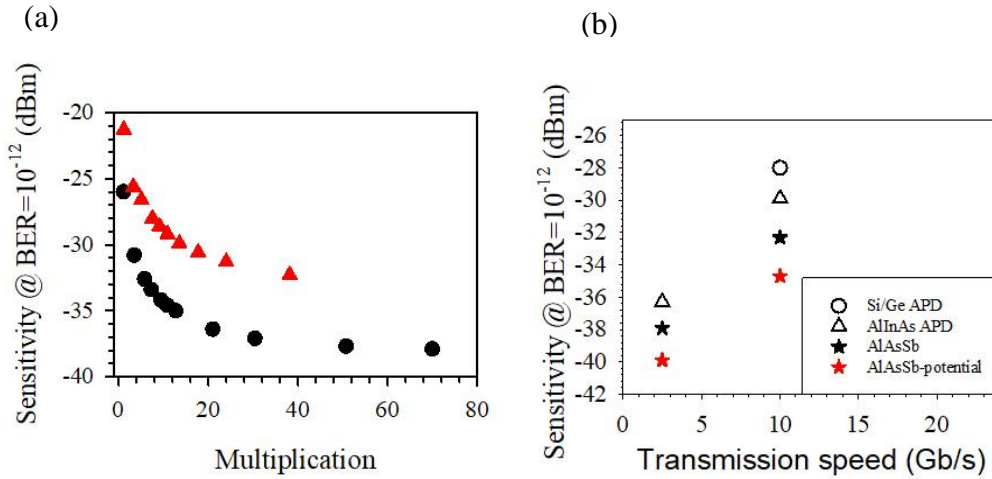 (a)
Sensitivity @ BER=10⁻¹² (dBm)
-20
-25
-30
-35
-40
0 20 40 60 80
Multiplication
(b)
Sensitivity @ BER=10⁻¹² (dBm)
-26
-28
-30
-32
-34
-36
-38
-40
-42
Si/Ge APD
AlInAs APD
AlAsSb
AlAsSb-potential
0 5 10 15 20
Transmission speed (Gb/s)